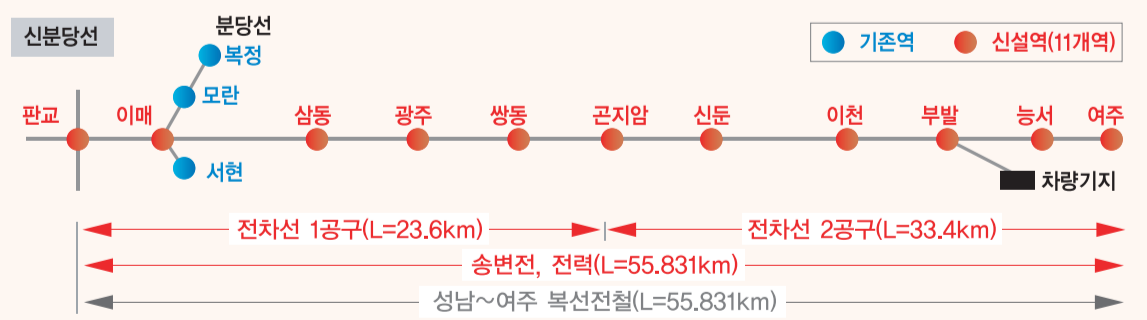 신분당선
분당선
기존역
신설역(11개역)
복정
모란
판교
이매
삼동
광주
쌍동
곤지암
신둔
이천
부발
능서
여주
서현
차량기지
전차선 1공구(L=23.6km)
전차선 2공구(L=33.4km)
송변전, 전력(L=55.831km)
성남~여주 복선전철(L=55.831km)